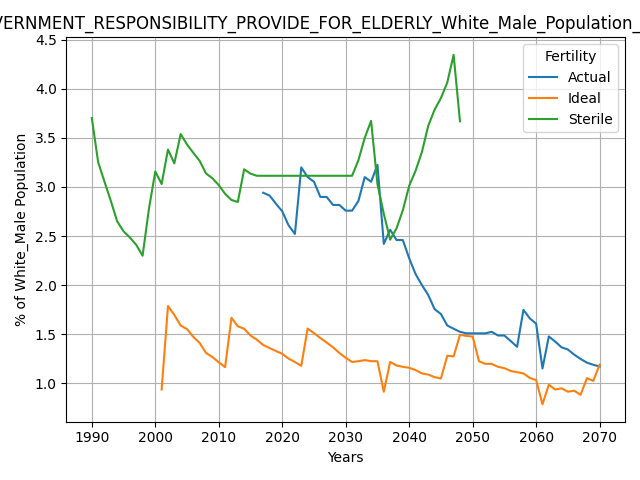 VERNMENT_RESPONSIBILITY_PROVIDE_FOR_ELDERLY_White_Male_Population_
Fertility
Actual
Ideal
Sterile
% of White_Male Population
4.5
4.0
3.5
3.0
2.5
2.0
1.5
1.0
1990 2000 2010 2020 2030 2040 2050 2060 2070
Years